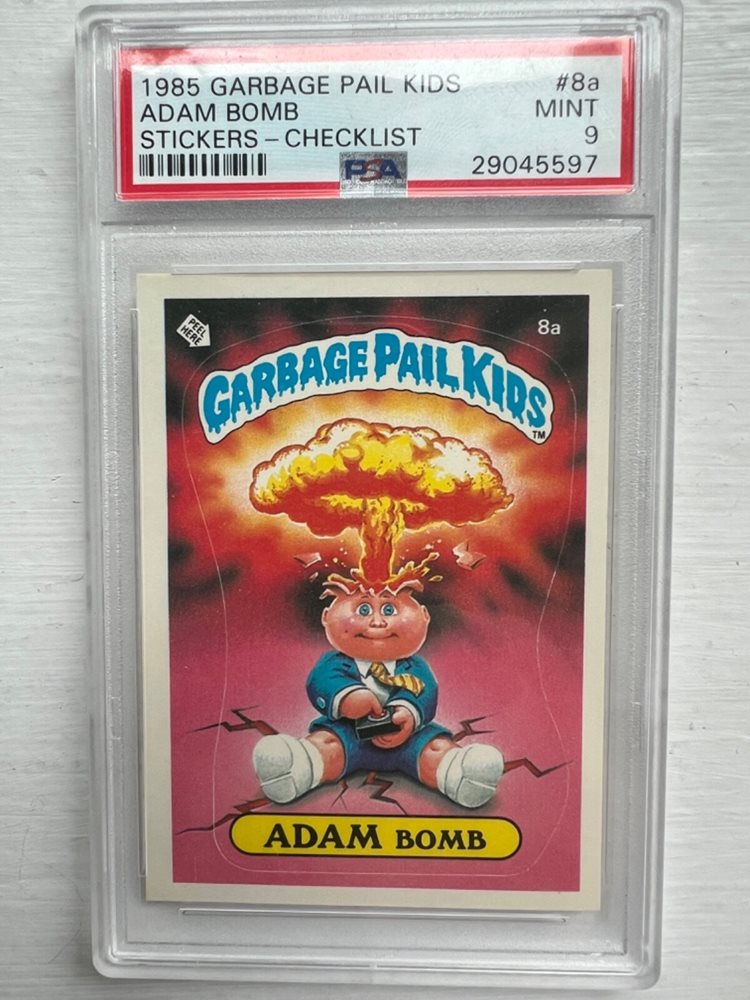 1985 GARBAGE PAIL KIDS #8a
ADAM BOMB MINT
STICKERS – CHECKLIST 9
PSA 29045597
PEEL HERE
8a
GARBAGE PAIL KIDS
TM
ADAM BOMB